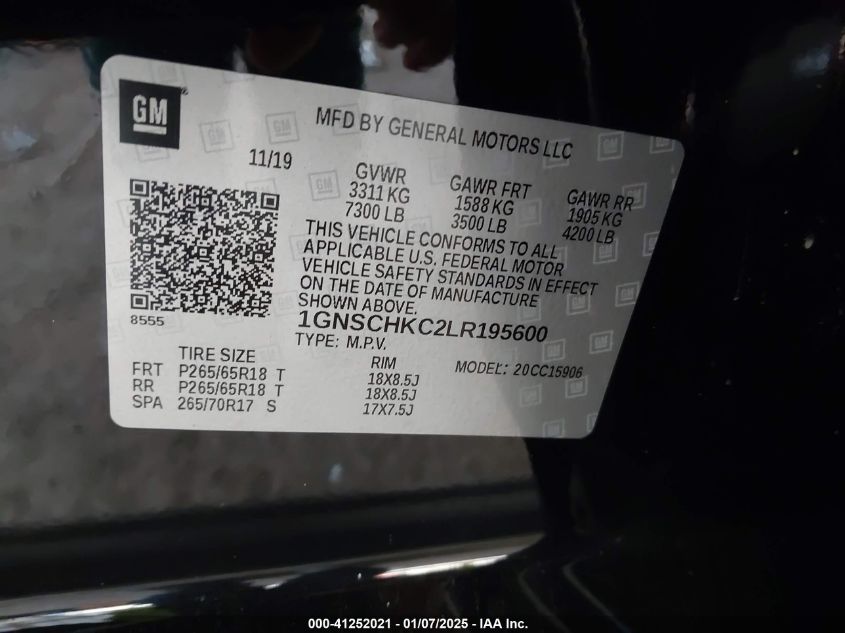 GM
MFD BY GENERAL MOTORS LLC
11/19
GVWR
3311 KG
7300 LB
GAWR FRT
1588 KG
3500 LB
GAWR RR
1905 KG
4200 LB
THIS VEHICLE CONFORMS TO ALL
APPLICABLE U.S. FEDERAL MOTOR
VEHICLE SAFETY STANDARDS IN EFFECT
ON THE DATE OF MANUFACTURE
SHOWN ABOVE.
8555
1GNSCHKC2LR195600
TYPE: M.P.V.
MODEL: 20CC15906
TIRE SIZE RIM
FRT P265/65R18 T 18X8.5J
RR P265/65R18 T 18X8.5J
SPA 265/70R17 S 17X7.5J
000-41252021 | 01/07/2025 - IAA Inc.